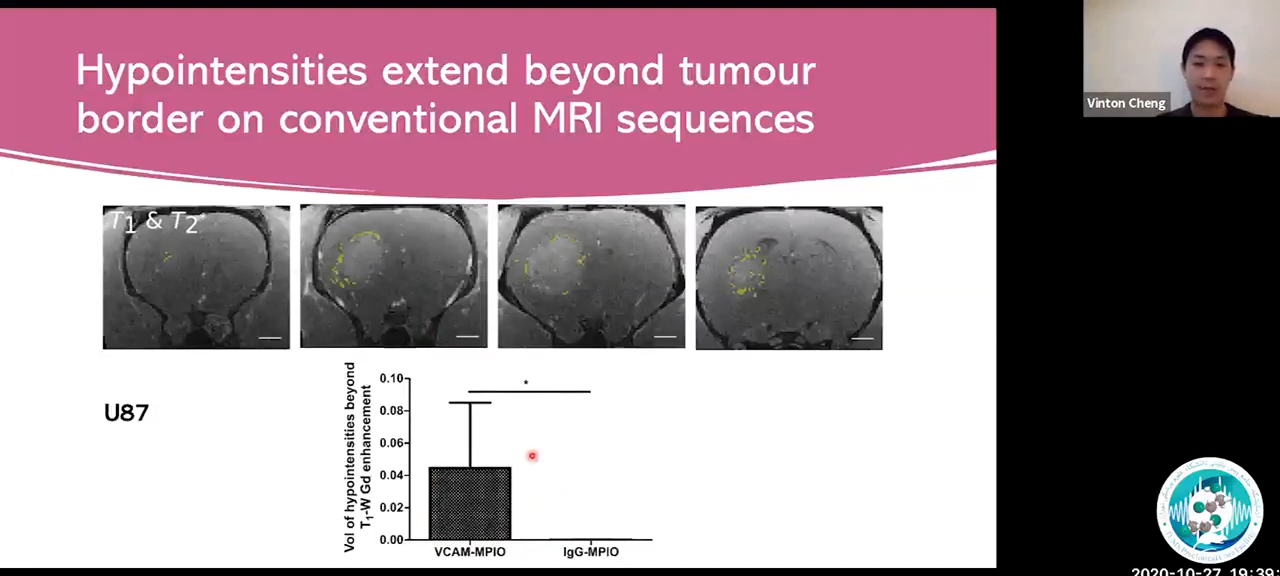 Hypointensities extend beyond tumour
border on conventional MRI sequences
Vinton Cheng
T1 & T2*
U87
Vol of hypointensities beyond
T1-W Gd enhancement
0.10
0.08
0.06
0.04
0.02
0.00
*
VCAM-MPIO
IgG-MPIO
2020-10-27 19:39: